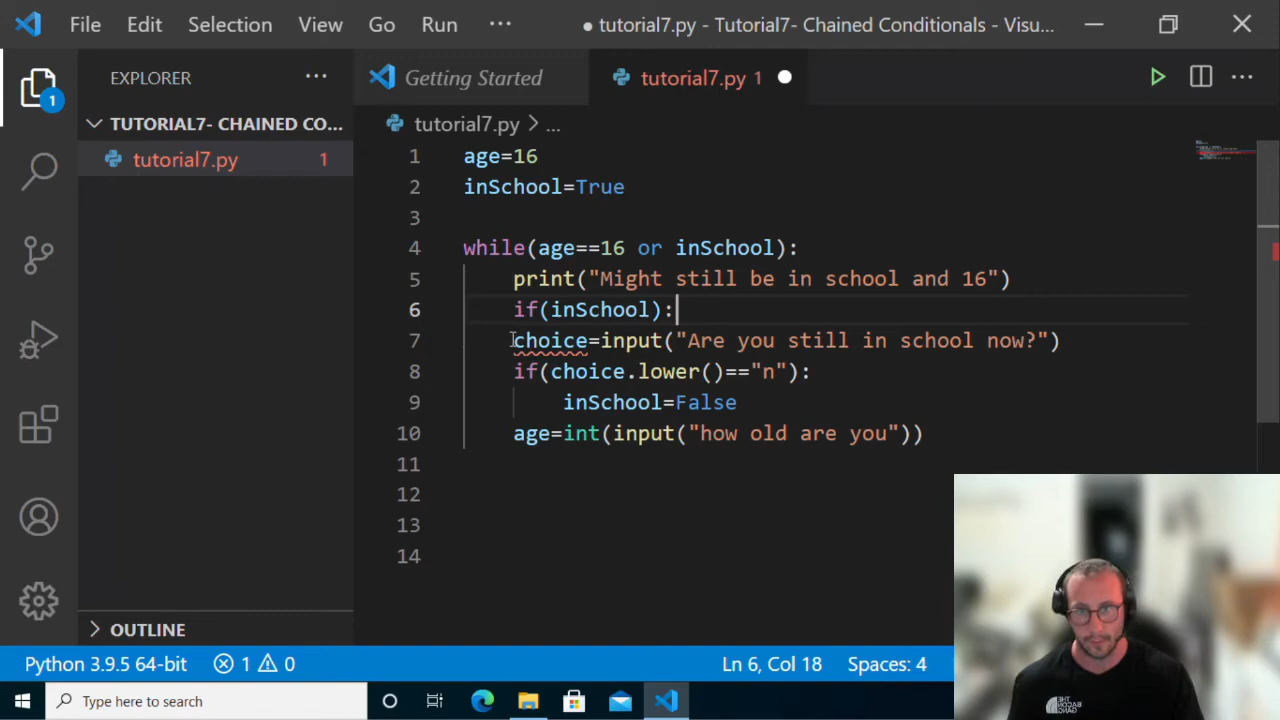 File Edit Selection View Go Run ··· ● tutorial7.py - Tutorial7- Chained Conditionals - Visu...
EXPLORER ···
Getting Started
tutorial7.py 1
1
TUTORIAL7- CHAINED CO...
tutorial7.py 1
tutorial7.py > ...
1 age=16
2 inSchool=True
3
4 while(age==16 or inSchool):
5 print("Might still be in school and 16")
6 if(inSchool):
7 choice=input("Are you still in school now?")
8 if(choice.lower()=="n"):
9 inSchool=False
10 age=int(input("how old are you"))
11
12
13
14
OUTLINE
Python 3.9.5 64-bit 1 0 Ln 6, Col 18 Spaces: 4
Type here to search
THE
BACON
GANG